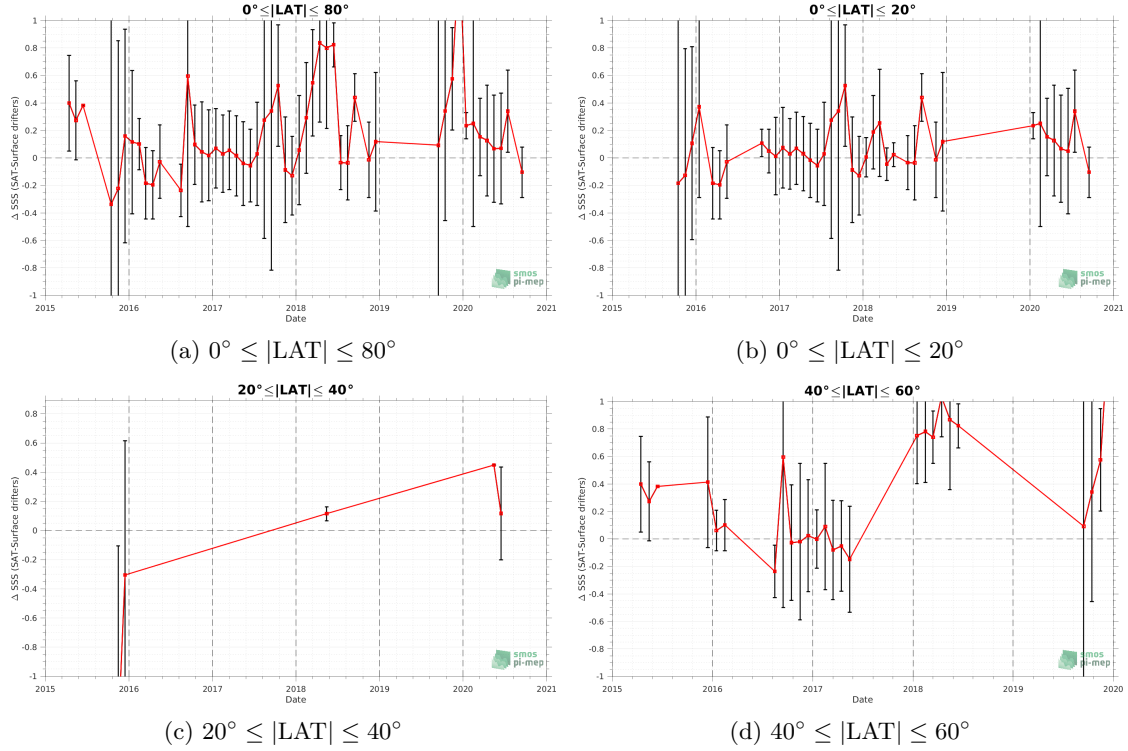 0°≤|LAT|≤ 80°
Δ SSS (SAT-Surface drifters)
1
0.8
0.6
0.4
0.2
0
-0.2
-0.4
-0.6
-0.8
-1
2015 2016 2017 2018 2019 2020 2021
Date
smos
pi-mep
(a) 0° ≤ |LAT| ≤ 80°
0°≤|LAT|≤ 20°
Δ SSS (SAT-Surface drifters)
1
0.8
0.6
0.4
0.2
0
-0.2
-0.4
-0.6
-0.8
-1
2015 2016 2017 2018 2019 2020 2021
Date
smos
pi-mep
(b) 0° ≤ |LAT| ≤ 20°
20°≤|LAT|≤ 40°
Δ SSS (SAT-Surface drifters)
0.8
0.6
0.4
0.2
0
-0.2
-0.4
-0.6
-0.8
-1
2015 2016 2017 2018 2019 2020 2021
Date
smos
pi-mep
(c) 20° ≤ |LAT| ≤ 40°
40°≤|LAT|≤ 60°
Δ SSS (SAT-Surface drifters)
1
0.8
0.6
0.4
0.2
0
-0.2
-0.4
-0.6
-0.8
-1
2015 2016 2017 2018 2019 2020
Date
smos
pi-mep
(d) 40° ≤ |LAT| ≤ 60°